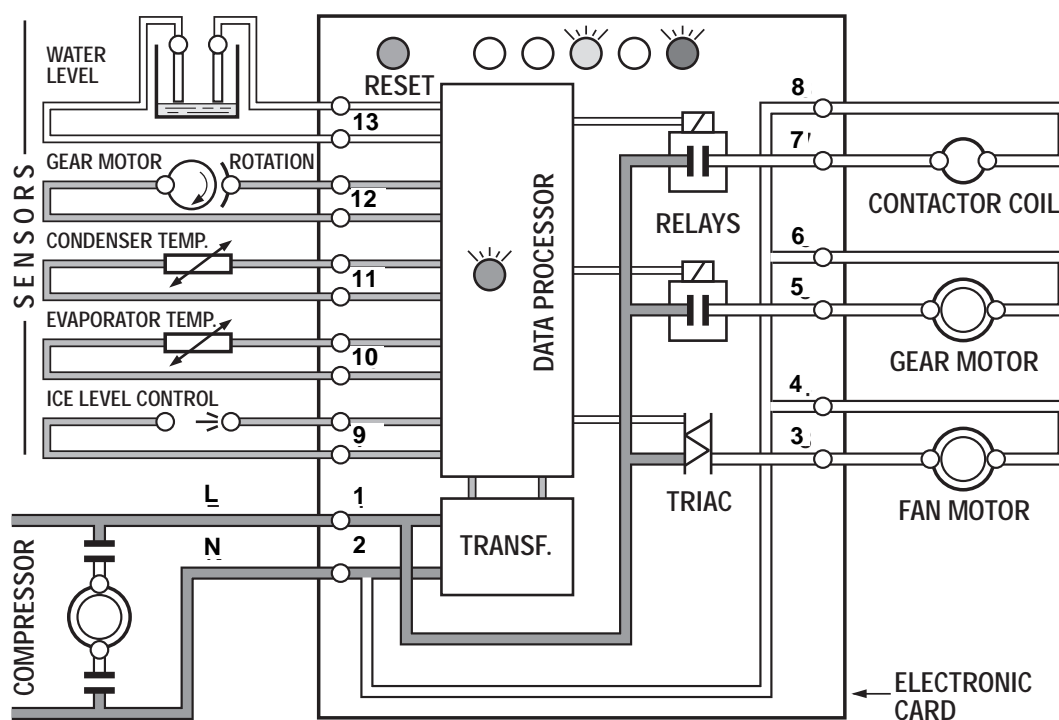 SENSORS
WATER
LEVEL
RESET
13
GEAR MOTOR
ROTATION
12
CONDENSER TEMP.
11
EVAPORATOR TEMP.
10
ICE LEVEL CONTROL
9
DATA PROCESSOR
RELAYS
TRIAC
TRANSF.
8
7
CONTACTOR COIL
6
5
GEAR MOTOR
4
3
FAN MOTOR
L
1
N
2
COMPRESSOR
ELECTRONIC
CARD